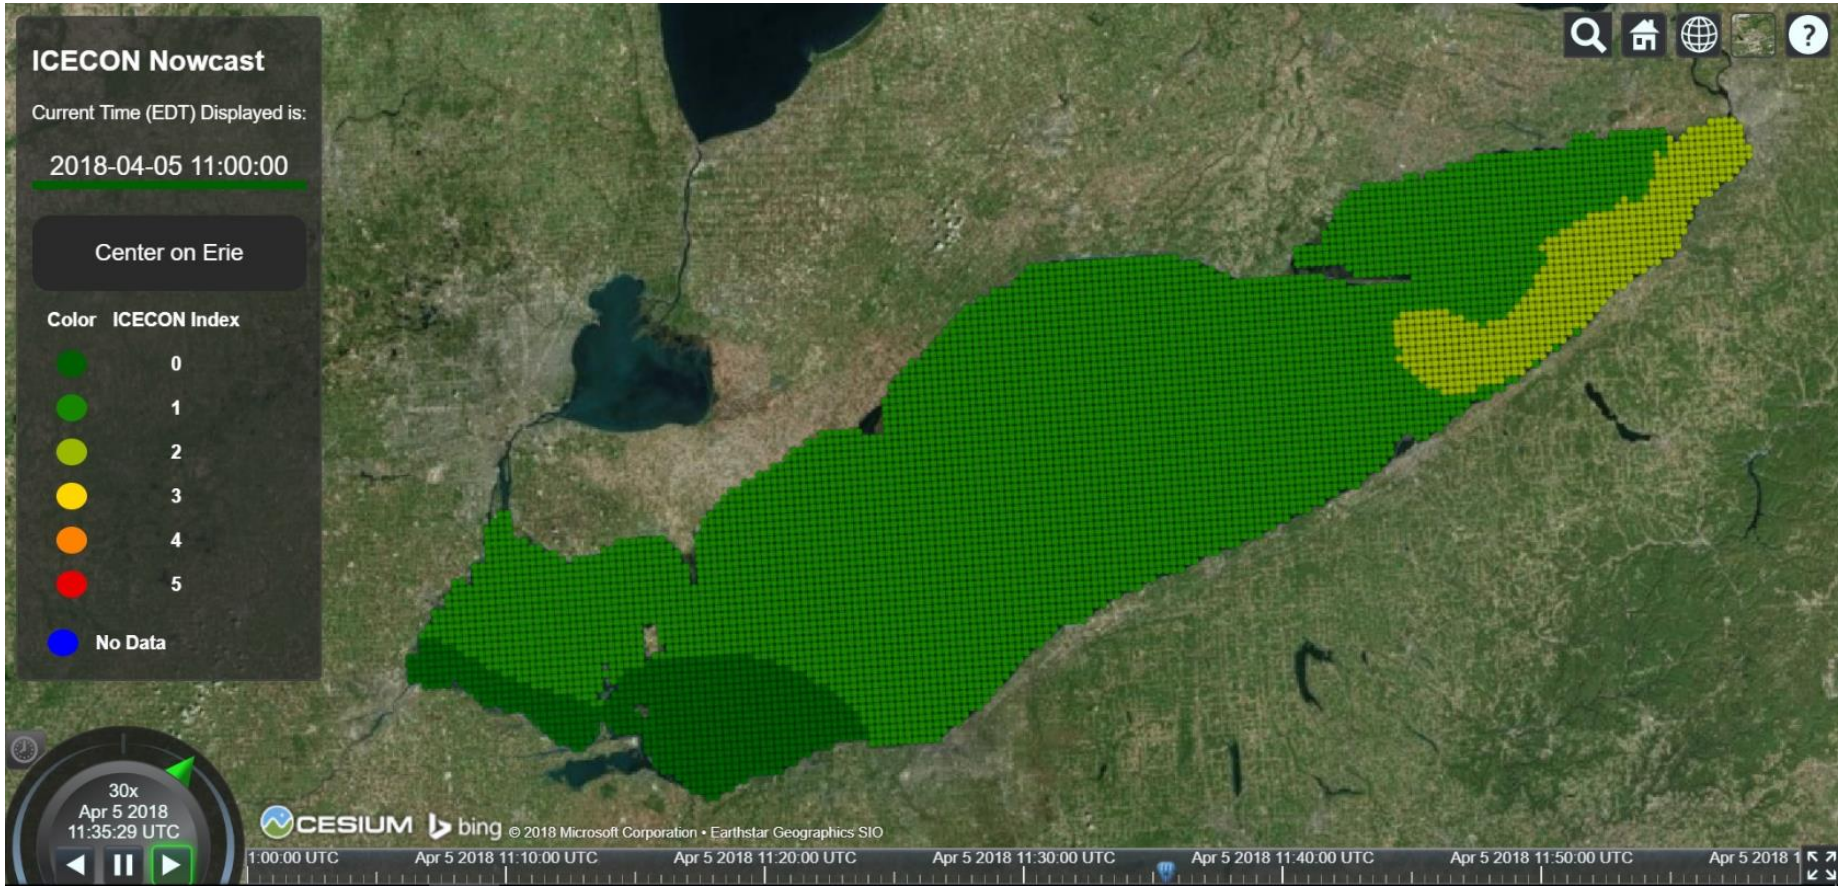 ICECON Nowcast
Current Time (EDT) Displayed is:
2018-04-05 11:00:00
Center on Erie
Color ICECON Index
0
1
2
3
4
5
No Data
?
30x
Apr 5 2018
11:35:29 UTC
CESIUM bing © 2018 Microsoft Corporation • Earthstar Geographics SIO
1:00:00 UTC Apr 5 2018 11:10:00 UTC Apr 5 2018 11:20:00 UTC Apr 5 2018 11:30:00 UTC Apr 5 2018 11:40:00 UTC Apr 5 2018 11:50:00 UTC Apr 5 2018 1